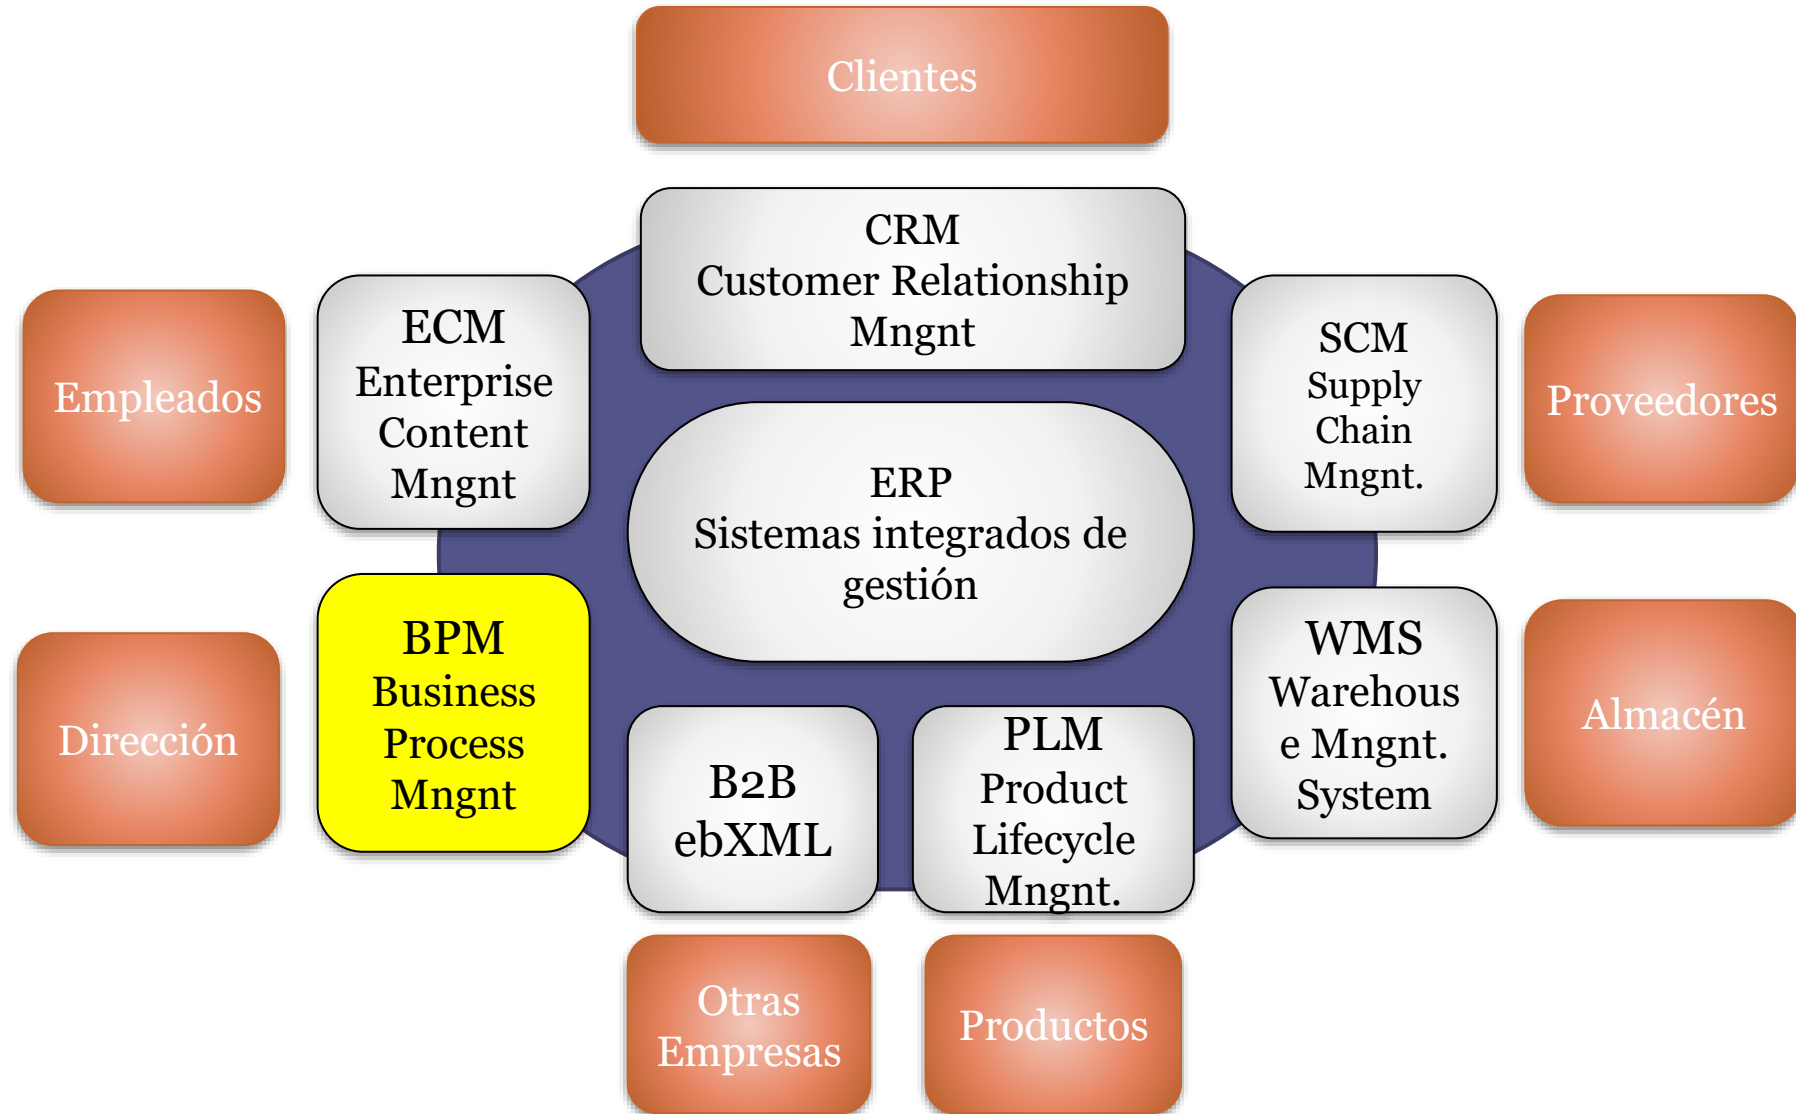 Clientes
CRM
Customer Relationship
Mngnt
ECM
Enterprise
Content
Mngnt
Empleados
SCM
Supply
Chain
Mngnt.
Proveedores
ERP
Sistemas integrados de
gestión
BPM
Business
Process
Mngnt
Dirección
WMS
Warehous
e Mngnt.
System
Almacén
B2B
ebXML
PLM
Product
Lifecycle
Mngnt.
Otras
Empresas
Productos